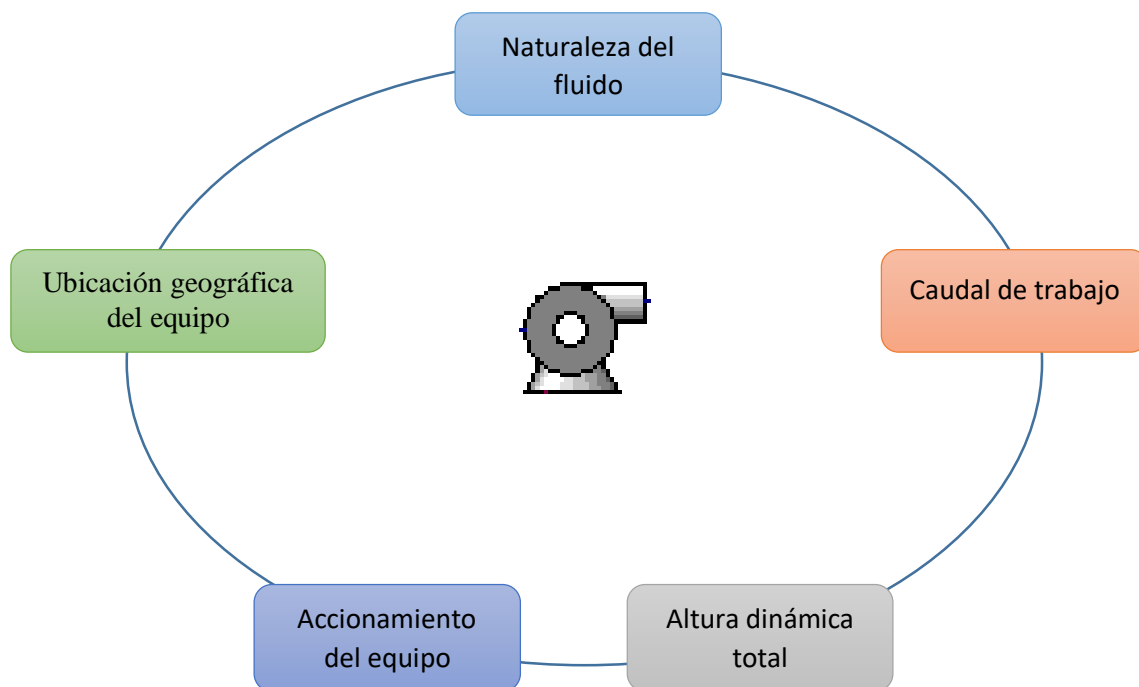 Naturaleza del
fluido
Ubicación geográfica
del equipo
Caudal de trabajo
Accionamiento
del equipo
Altura dinámica
total